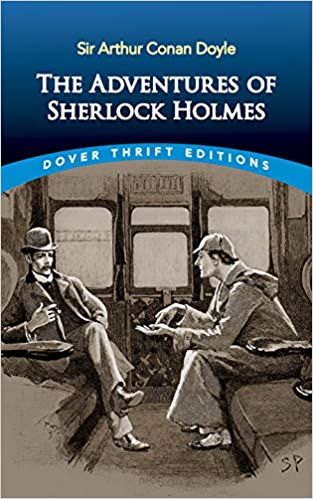 Sir Arthur Conan Doyle
THE ADVENTURES OF
SHERLOCK HOLMES
DOVER THRIFT EDITIONS
SP